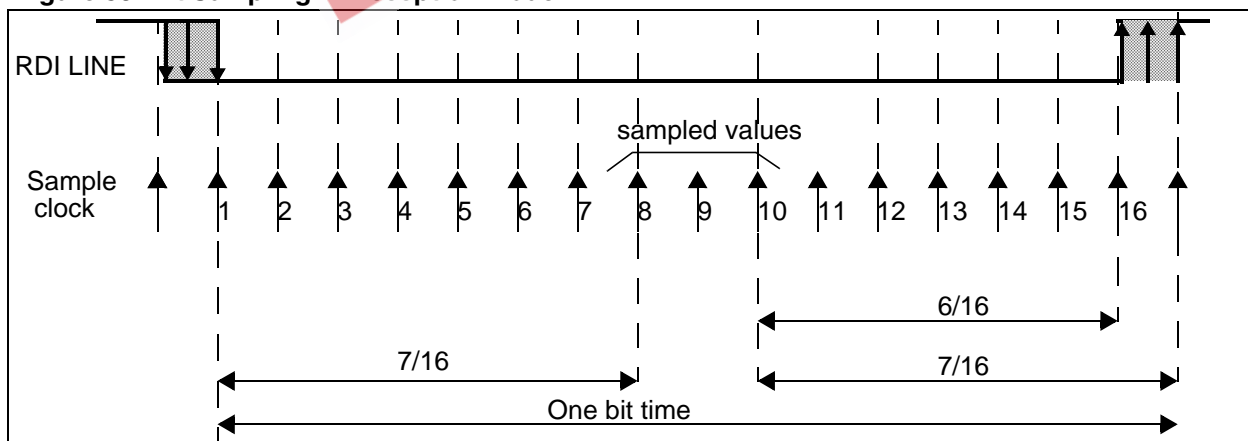 RDI LINE
sampled values
Sample
clock
1 2 3 4 5 6 7 8 9 10 11 12 13 14 15 16
6/16
7/16 7/16
One bit time